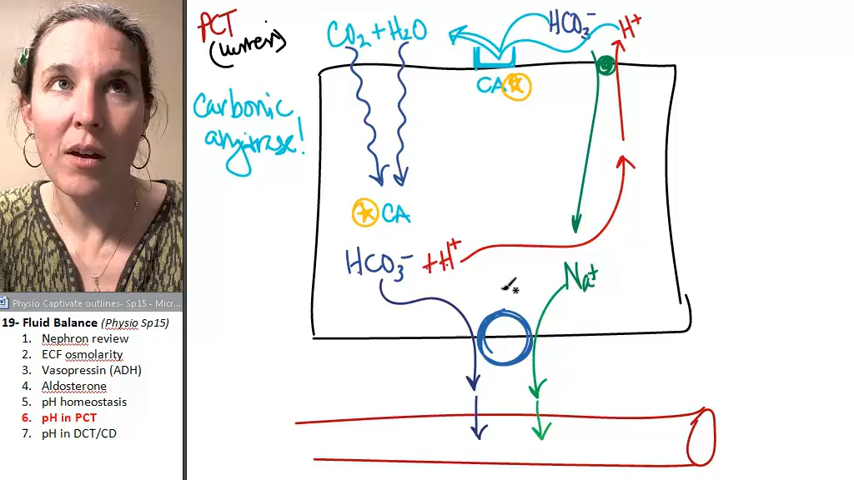 PCT
(lumen)
CO₂ + H₂O
HCO₃⁻
H⁺
CA
Carbonic
anyitrase!
CA
HCO₃⁻ + H⁺
Na⁺
Physio Captivate outlines- Sp15 - Micr...
19- Fluid Balance (Physio Sp15)
1. Nephron review
2. ECF osmolarity
3. Vasopressin (ADH)
4. Aldosterone
5. pH homeostasis
6. pH in PCT
7. pH in DCT/CD